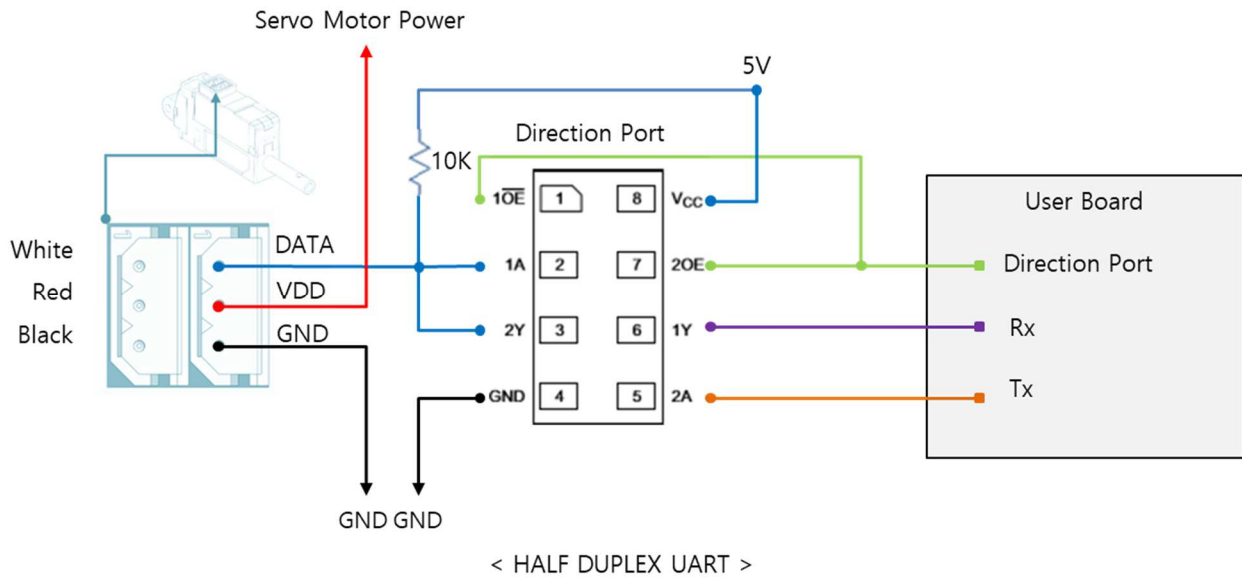 Servo Motor Power
5V
Direction Port
10K
1O̅E̅ 1 8 VCC
User Board
White DATA
1A 2 7 2OE Direction Port
Red VDD
Black GND
2Y 3 6 1Y Rx
GND 4 5 2A Tx
GND GND
< HALF DUPLEX UART >